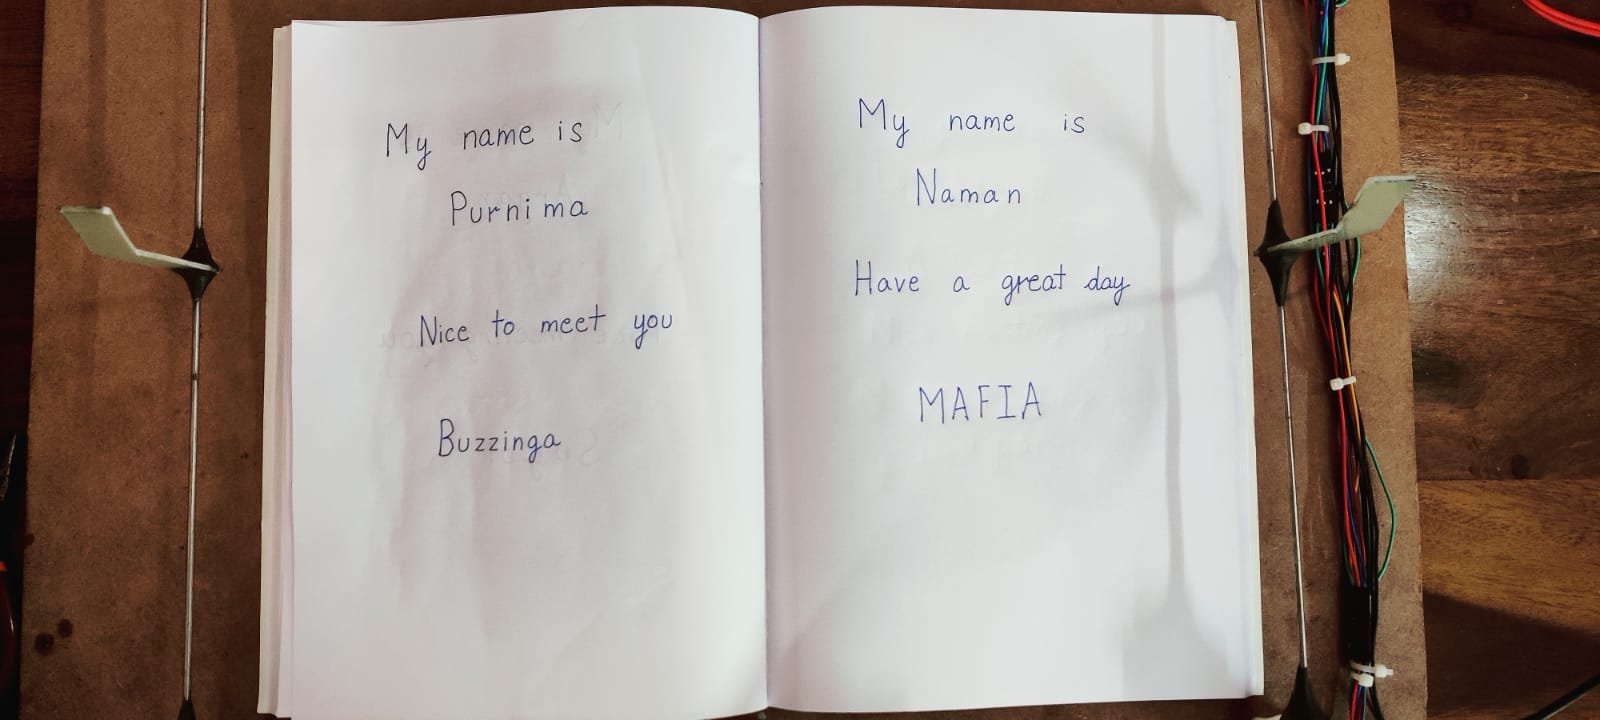 My name is
Purnima
Nice to meet you
Buzzinga
My name is
Naman
Have a great day
MAFIA